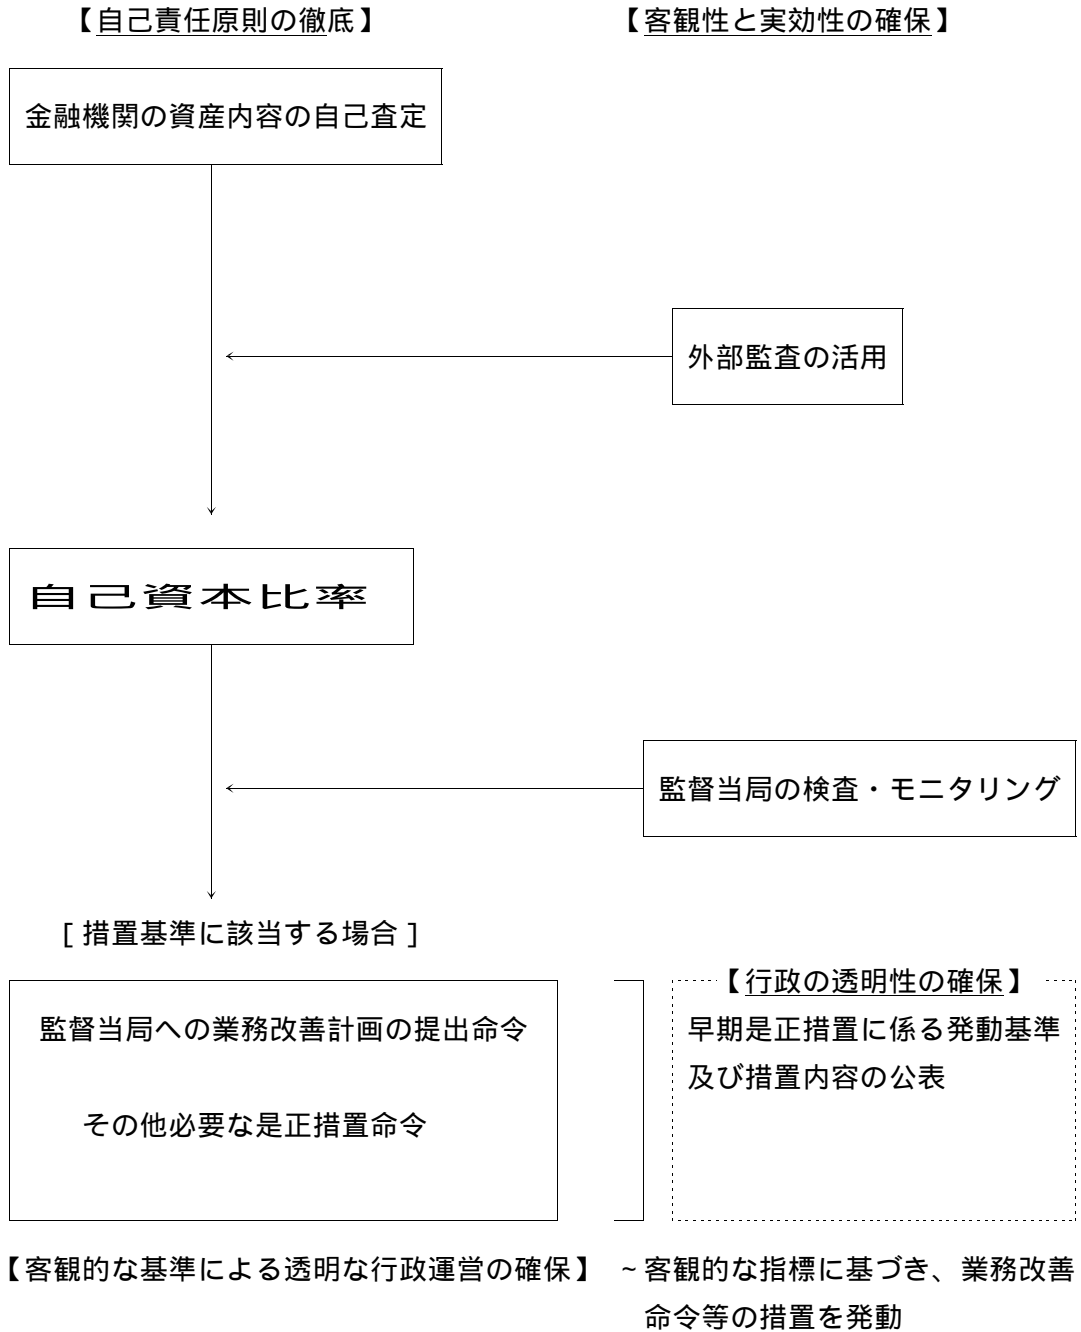 【自己責任原則の徹底】 【客観性と実効性の確保】
金融機関の資産内容の自己査定
外部監査の活用
自己資本比率
監督当局の検査・モニタリング
[ 措置基準に該当する場合 ]
監督当局への業務改善計画の提出命令
その他必要な是正措置命令
【行政の透明性の確保】
早期是正措置に係る発動基準
及び措置内容の公表
【客観的な基準による透明な行政運営の確保】 ~ 客観的な指標に基づき、業務改善
命令等の措置を発動